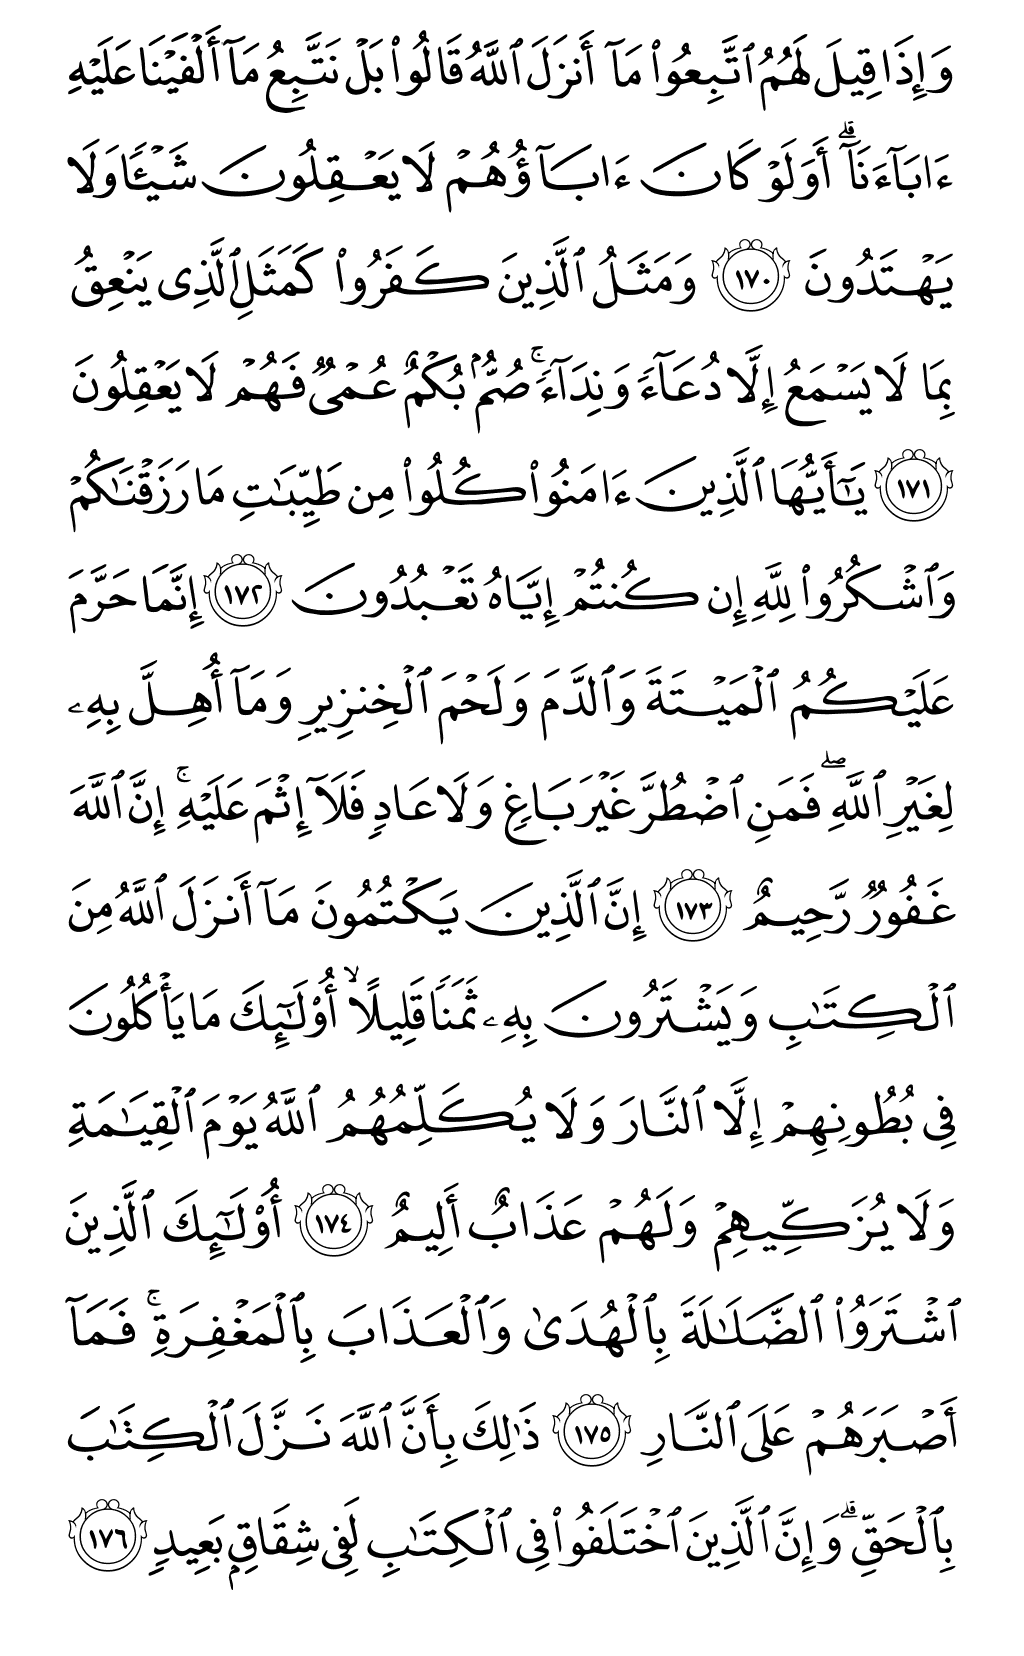 وَإِذَا قِيلَ لَهُمُ ٱتَّبِعُوا۟ مَآ أَنزَلَ ٱللَّهُ قَالُوا۟ بَلْ نَتَّبِعُ مَآ أَلْفَيْنَا عَلَيْهِ
ءَابَآءَنَآ ۗ أَوَلَوْ كَانَ ءَابَآؤُهُمْ لَا يَعْقِلُونَ شَيْـًٔا وَلَا
يَهْتَدُونَ ١٧٠ وَمَثَلُ ٱلَّذِينَ كَفَرُوا۟ كَمَثَلِ ٱلَّذِى يَنْعِقُ
بِمَا لَا يَسْمَعُ إِلَّا دُعَآءً وَنِدَآءً ۚ صُمٌّۢ بُكْمٌ عُمْىٌ فَهُمْ لَا يَعْقِلُونَ
١٧١ يَـٰٓأَيُّهَا ٱلَّذِينَ ءَامَنُوا۟ كُلُوا۟ مِن طَيِّبَـٰتِ مَا رَزَقْنَـٰكُمْ
وَٱشْكُرُوا۟ لِلَّهِ إِن كُنتُمْ إِيَّاهُ تَعْبُدُونَ ١٧٢ إِنَّمَا حَرَّمَ
عَلَيْكُمُ ٱلْمَيْتَةَ وَٱلدَّمَ وَلَحْمَ ٱلْخِنزِيرِ وَمَآ أُهِلَّ بِهِۦ
لِغَيْرِ ٱللَّهِ ۖ فَمَنِ ٱضْطُرَّ غَيْرَ بَاغٍ وَلَا عَادٍ فَلَآ إِثْمَ عَلَيْهِ ۚ إِنَّ ٱللَّهَ
غَفُورٌ رَّحِيمٌ ١٧٣ إِنَّ ٱلَّذِينَ يَكْتُمُونَ مَآ أَنزَلَ ٱللَّهُ مِنَ
ٱلْكِتَـٰبِ وَيَشْتَرُونَ بِهِۦ ثَمَنًا قَلِيلًا ۙ أُو۟لَـٰٓئِكَ مَا يَأْكُلُونَ
فِى بُطُونِهِمْ إِلَّا ٱلنَّارَ وَلَا يُكَلِّمُهُمُ ٱللَّهُ يَوْمَ ٱلْقِيَـٰمَةِ
وَلَا يُزَكِّيهِمْ وَلَهُمْ عَذَابٌ أَلِيمٌ ١٧٤ أُو۟لَـٰٓئِكَ ٱلَّذِينَ
ٱشْتَرَوُا۟ ٱلضَّلَـٰلَةَ بِٱلْهُدَىٰ وَٱلْعَذَابَ بِٱلْمَغْفِرَةِ ۚ فَمَآ
أَصْبَرَهُمْ عَلَى ٱلنَّارِ ١٧٥ ذَٰلِكَ بِأَنَّ ٱللَّهَ نَزَّلَ ٱلْكِتَـٰبَ
بِٱلْحَقِّ ۗ وَإِنَّ ٱلَّذِينَ ٱخْتَلَفُوا۟ فِى ٱلْكِتَـٰبِ لَفِى شِقَاقٍۭ بَعِيدٍ ١٧٦